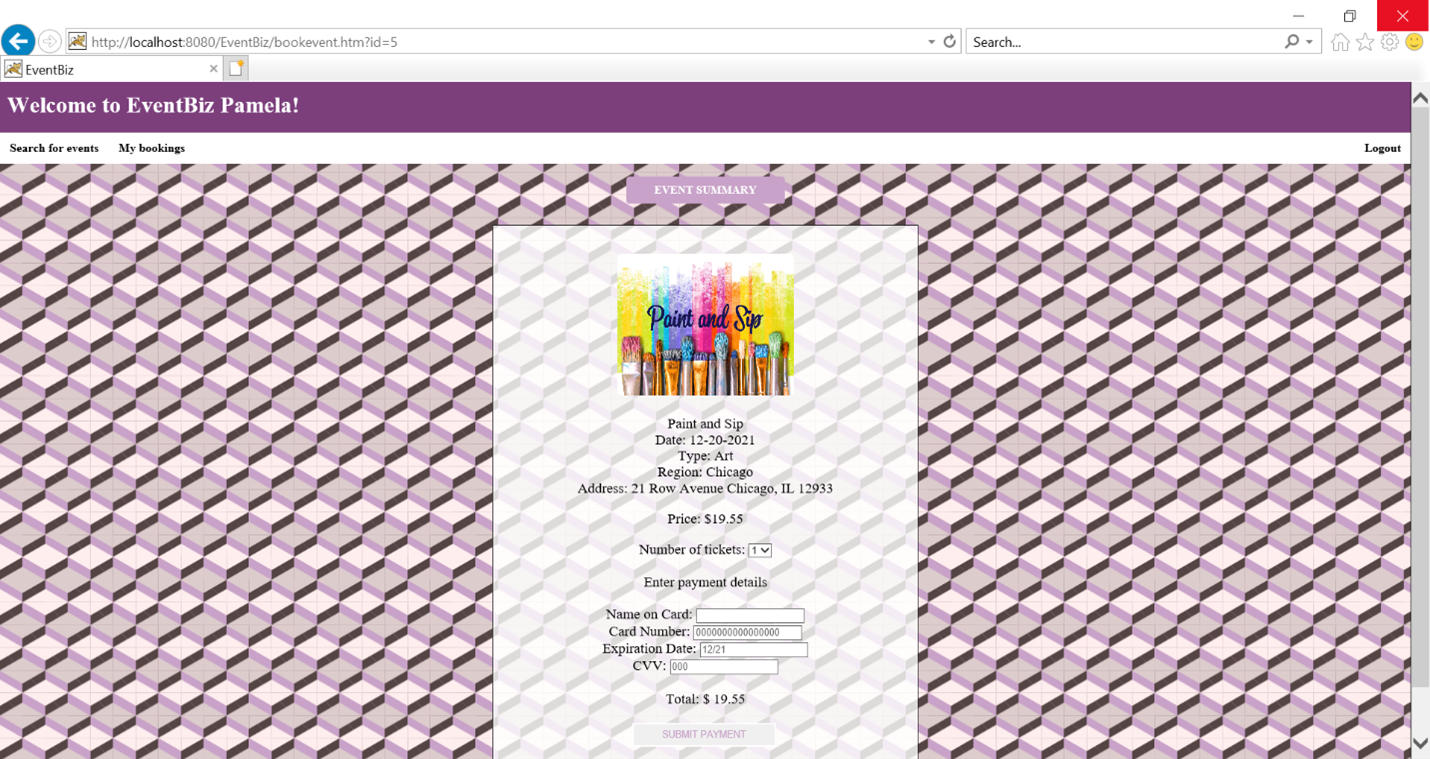 http://localhost:8080/EventBiz/bookevent.htm?id=5
Search...
EventBiz
Welcome to EventBiz Pamela!
Search for events My bookings Logout
EVENT SUMMARY
Paint and Sip
Paint and Sip
Date: 12-20-2021
Type: Art
Region: Chicago
Address: 21 Row Avenue Chicago, IL 12933
Price: $19.55
Number of tickets: 1
Enter payment details
Name on Card:
Card Number: 0000000000000000
Expiration Date: 12/21
CVV: 000
Total: $ 19.55
SUBMIT PAYMENT